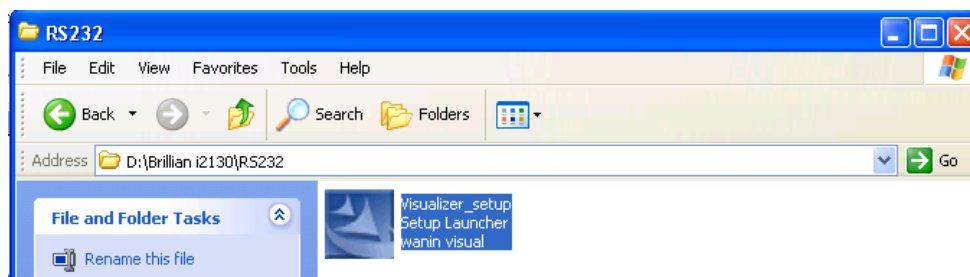 RS232
File Edit View Favorites Tools Help
Back Search Folders
Address D:\Brillian i2130\RS232 Go
Visualizer_setup
File and Folder Tasks Setup Launcher
wanin visual
Rename this file